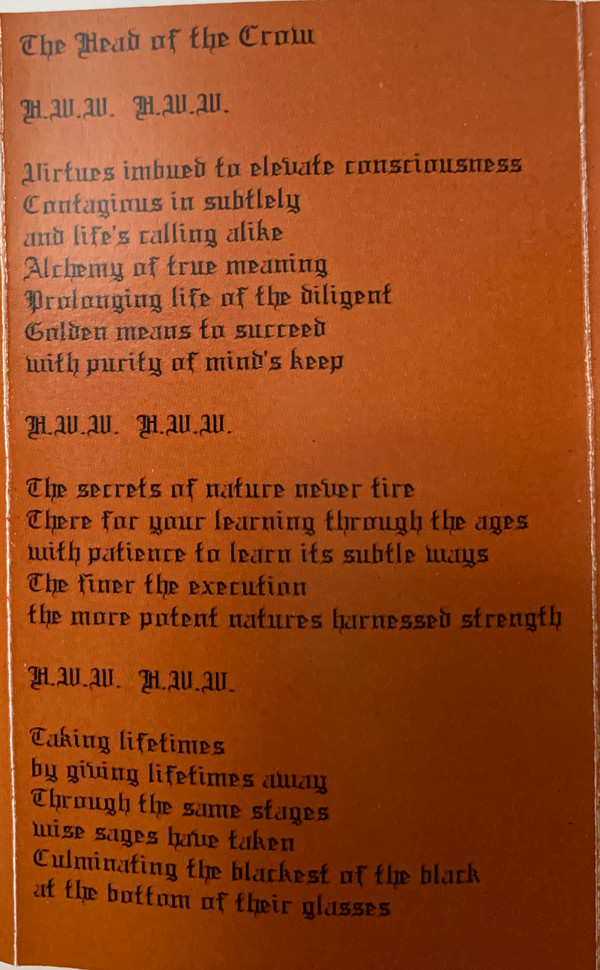 The Head of the Crow
H.W.W. H.W.W.
Virtues imbued to elevate consciousness
Contagious in subtlely
and life's calling alike
Alchemy of true meaning
Prolonging life of the diligent
Golden means to succeed
with purity of mind's keep
H.W.W. H.W.W.
The secrets of nature never tire
There for your learning through the ages
with patience to learn its subtle ways
The finer the execution
the more potent natures harnessed strength
H.W.W. H.W.W.
Taking lifetimes
by giving lifetimes away
Through the same stages
wise sages have taken
Culminating the blackest of the black
at the bottom of their glasses